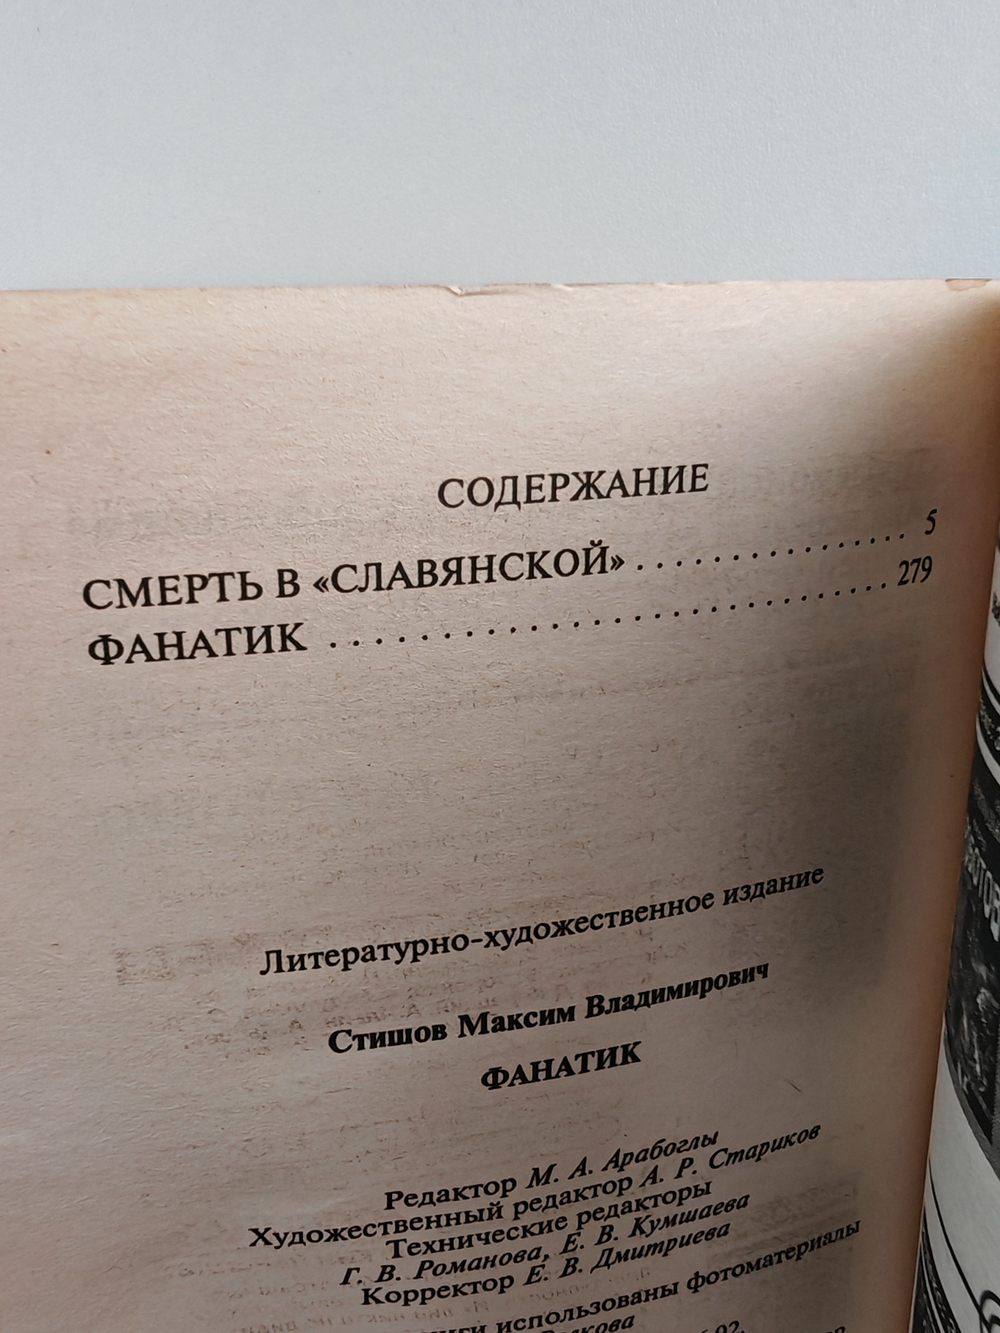 СОДЕРЖАНИЕ
СМЕРТЬ В «СЛАВЯНСКОЙ» . . . . . . . . . . . . . . . . 5
ФАНАТИК . . . . . . . . . . . . . . . . . . . . . . . . . . . 279
Литературно-художественное издание
Стишов Максим Владимирович
ФАНАТИК
Редактор М. А. Арабоглы
Художественный редактор А. Р. Стариков
Технические редакторы
Г. В. Романова, Е. В. Кумшаева
Корректор Е. В. Дмитриева
использованы фотоматериалы